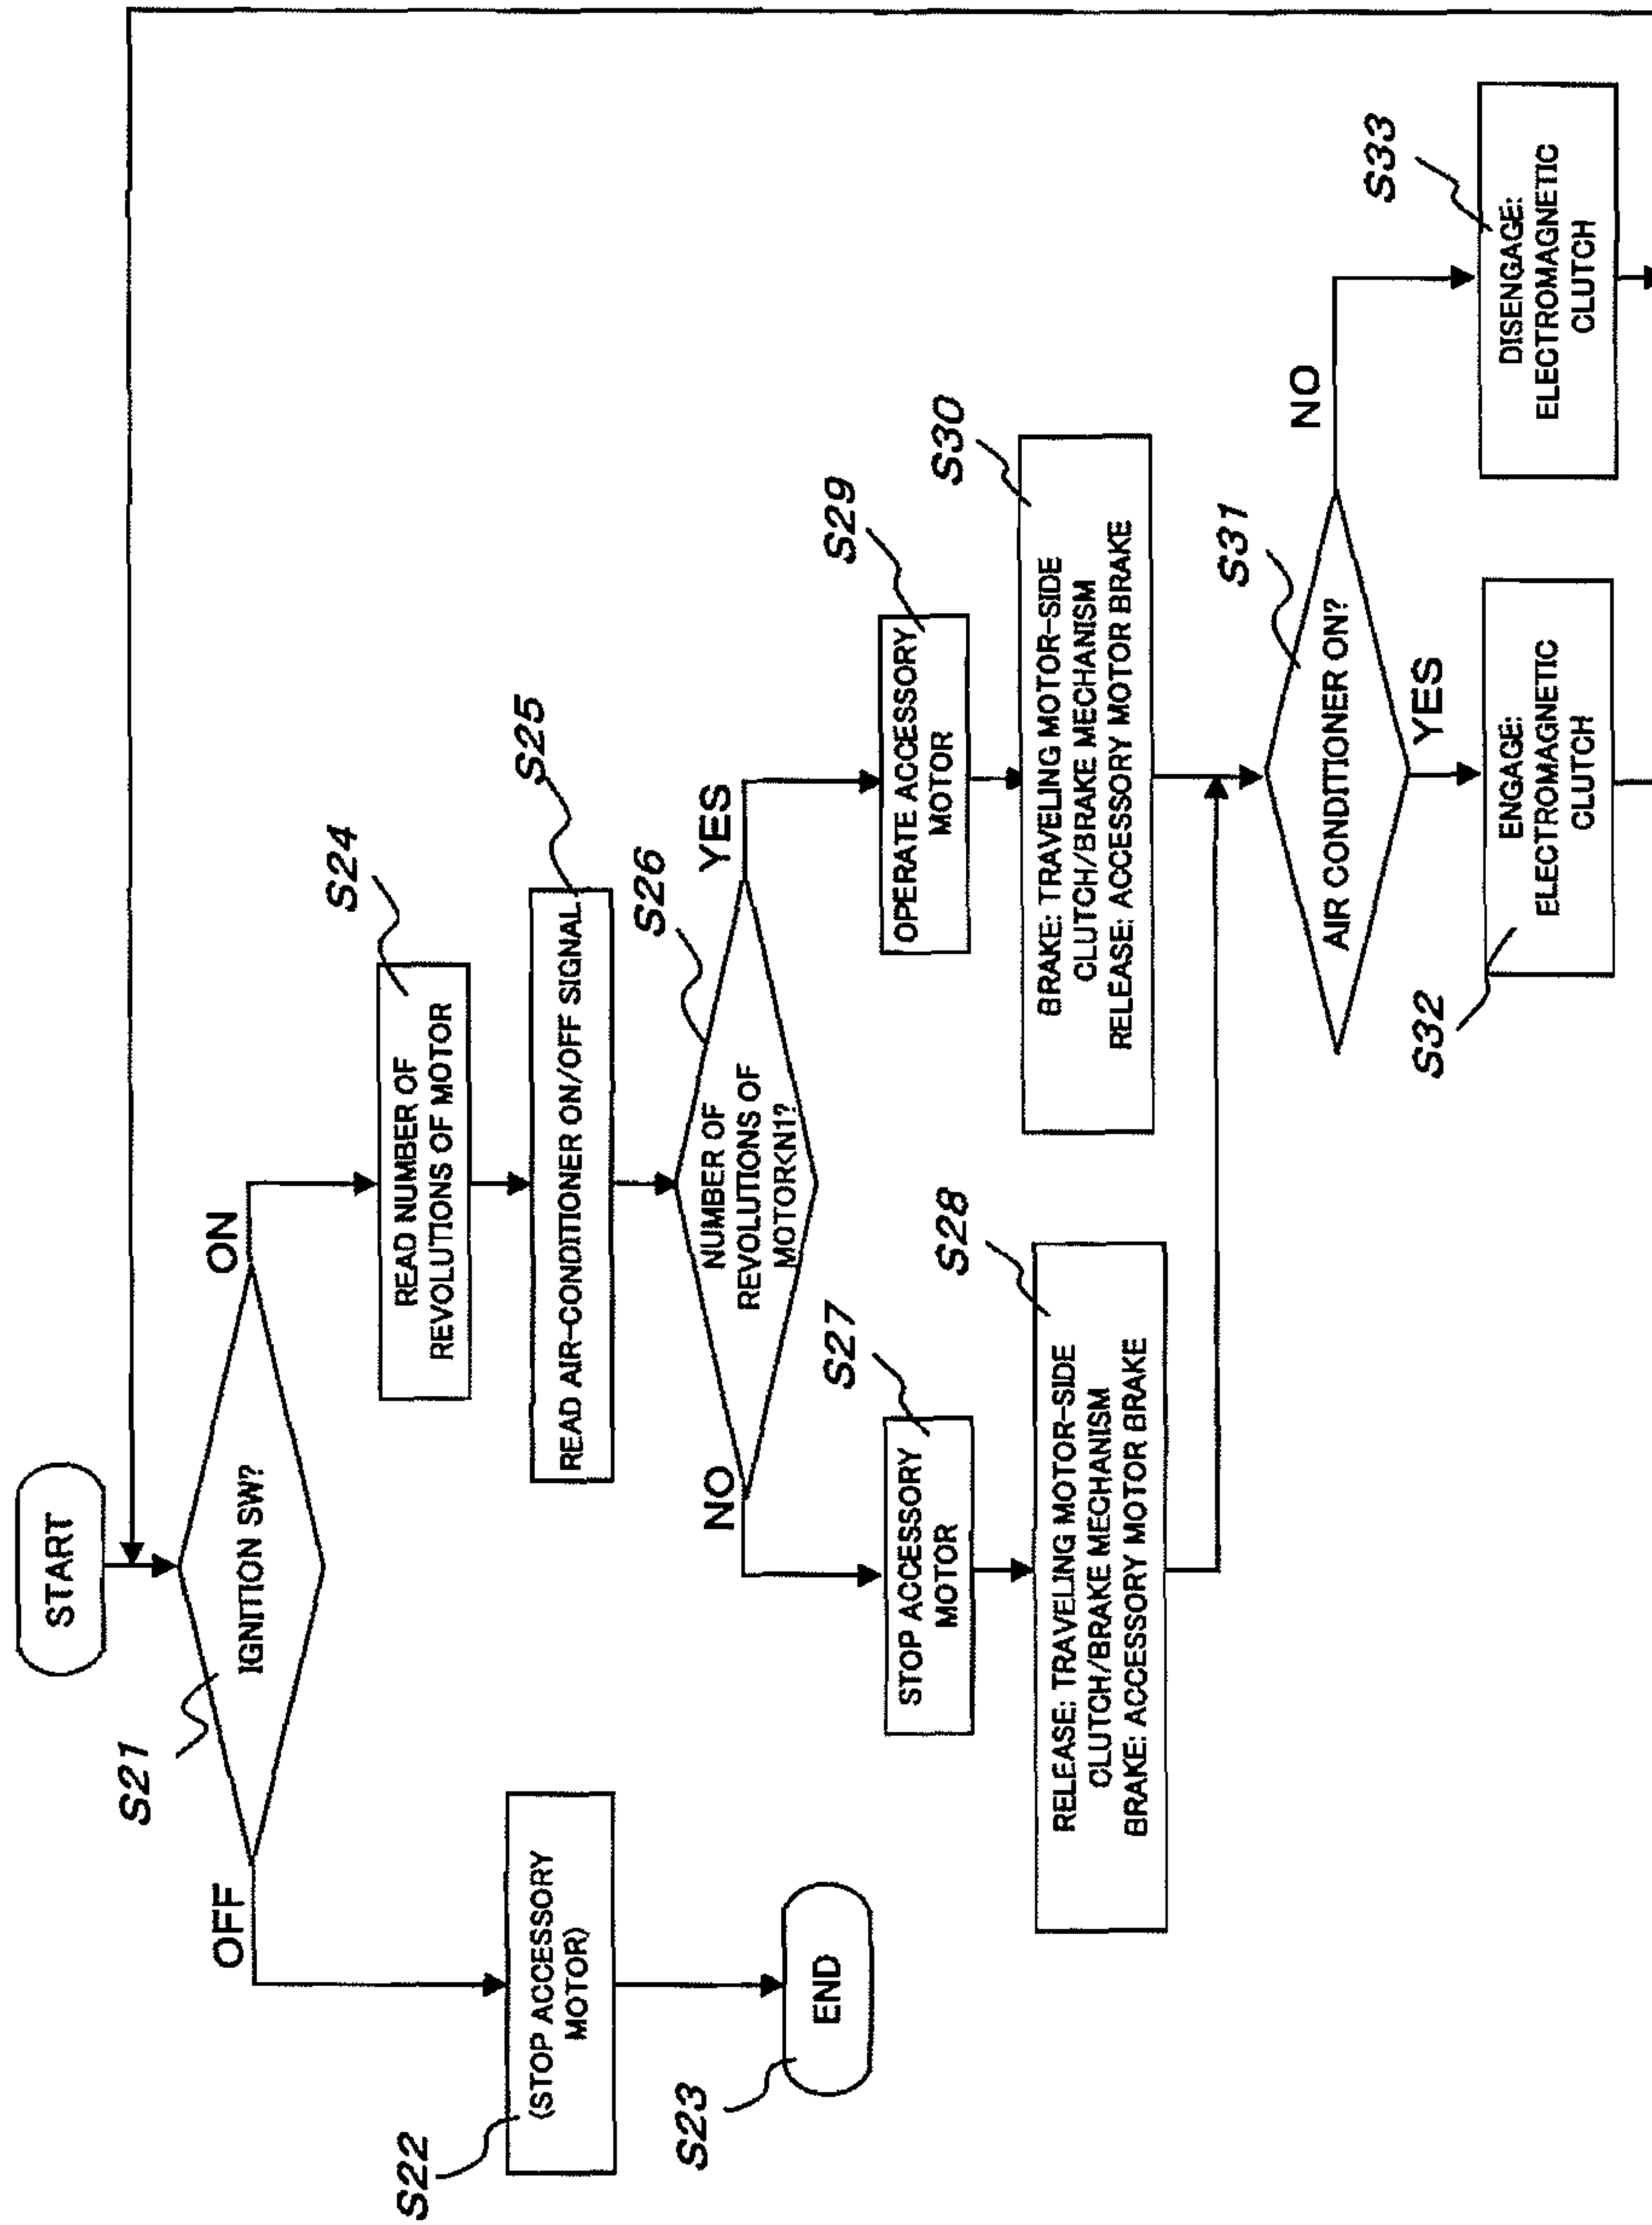 START
S21
IGNITION SW?
OFF
ON
S22
(STOP ACCESSORY
MOTOR)
S23
END
S24
READ NUMBER OF
REVOLUTIONS OF MOTOR
S25
READ AIR-CONDITIONER ON/OFF SIGNAL
S26
NUMBER OF
REVOLUTIONS OF
MOTOR<N1?
NO
YES
S27
STOP ACCESSORY
MOTOR
S28
RELEASE: TRAVELING MOTOR-SIDE
CLUTCH/BRAKE MECHANISM
BRAKE: ACCESSORY MOTOR BRAKE
S29
OPERATE ACCESSORY
MOTOR
S30
BRAKE: TRAVELING MOTOR-SIDE
CLUTCH/BRAKE MECHANISM
RELEASE: ACCESSORY MOTOR BRAKE
S31
AIR CONDITIONER ON?
YES
NO
S32
ENGAGE:
ELECTROMAGNETIC
CLUTCH
S33
DISENGAGE:
ELECTROMAGNETIC
CLUTCH